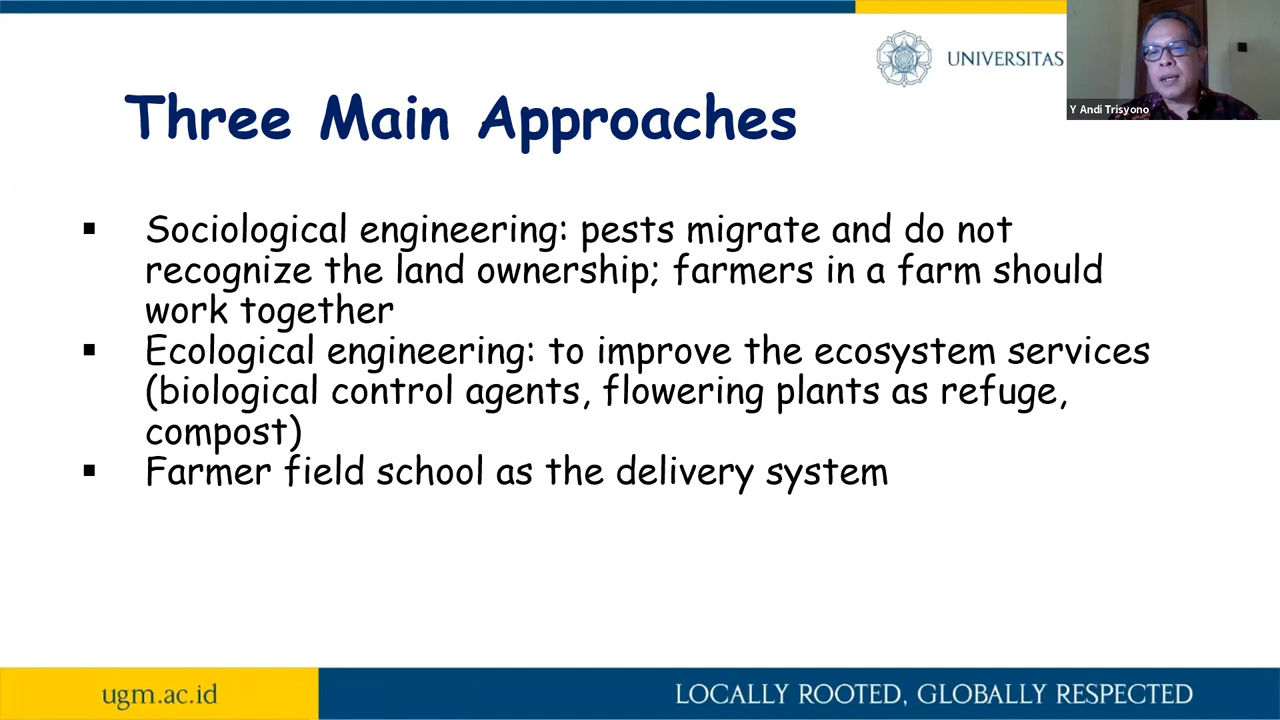 UNIVERSITAS
Y Andi Trisyono
Three Main Approaches
▪ Sociological engineering: pests migrate and do not
recognize the land ownership; farmers in a farm should
work together
▪ Ecological engineering: to improve the ecosystem services
(biological control agents, flowering plants as refuge,
compost)
▪ Farmer field school as the delivery system
ugm.ac.id
LOCALLY ROOTED, GLOBALLY RESPECTED